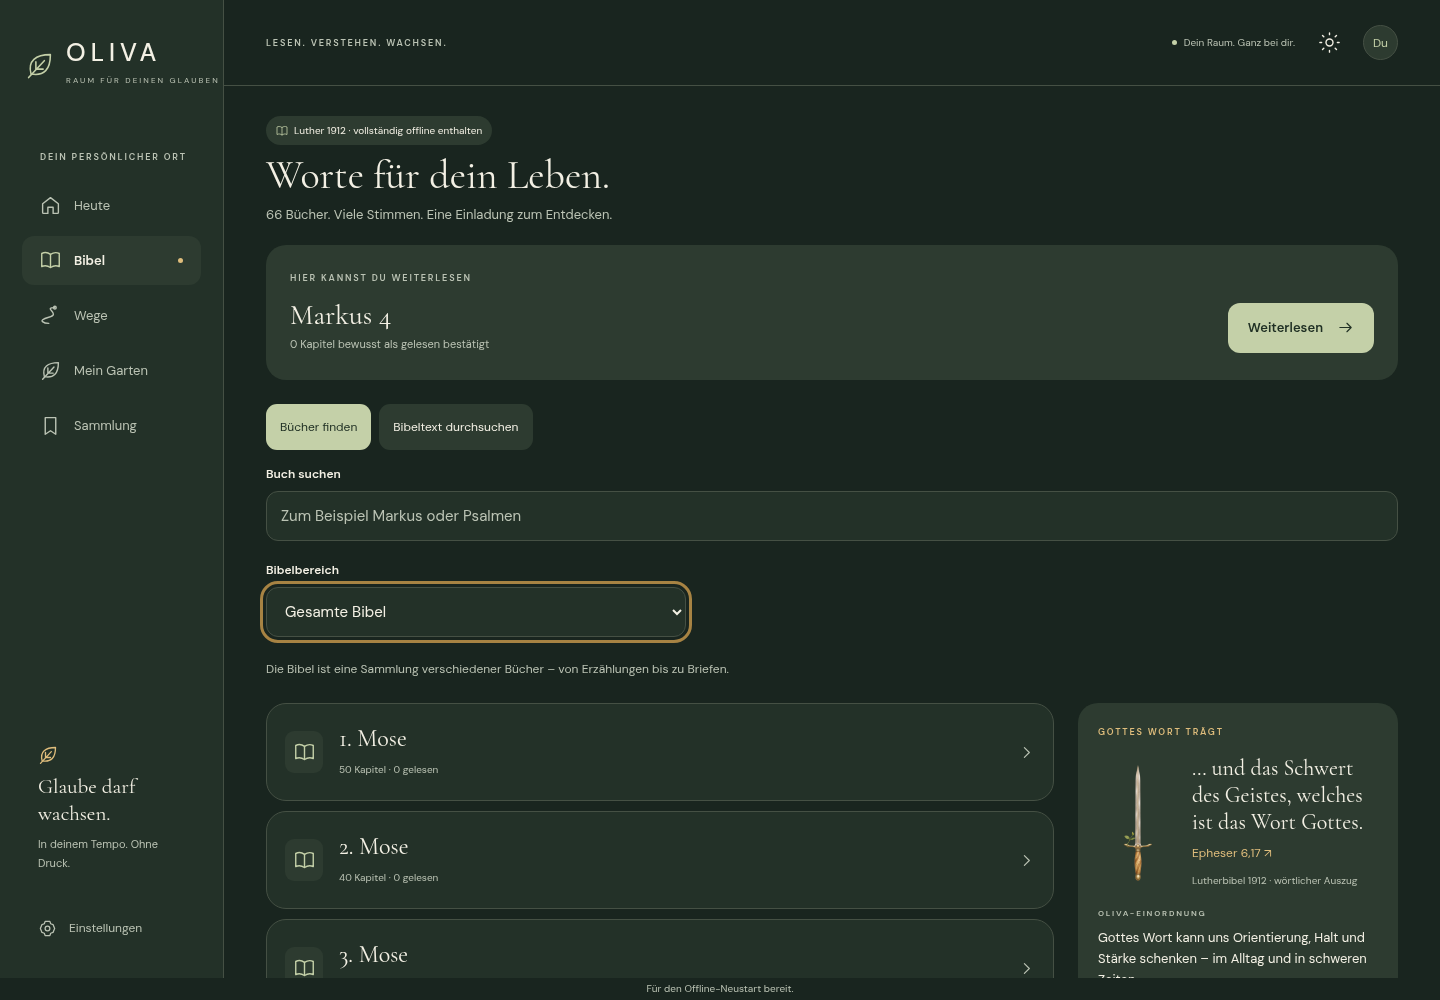 OLIVA
RAUM FÜR DEINEN GLAUBEN
DEIN PERSÖNLICHER ORT
Heute
Bibel
Wege
Mein Garten
Sammlung
Glaube darf
wachsen.
In deinem Tempo. Ohne
Druck.
Einstellungen
LESEN. VERSTEHEN. WACHSEN.
Dein Raum. Ganz bei dir.
Du
Luther 1912 · vollständig offline enthalten
Worte für dein Leben.
66 Bücher. Viele Stimmen. Eine Einladung zum Entdecken.
HIER KANNST DU WEITERLESEN
Markus 4
0 Kapitel bewusst als gelesen bestätigt
Weiterlesen →
Bücher finden
Bibeltext durchsuchen
Buch suchen
Zum Beispiel Markus oder Psalmen
Bibelbereich
Gesamte Bibel
Die Bibel ist eine Sammlung verschiedener Bücher – von Erzählungen bis zu Briefen.
1. Mose
50 Kapitel · 0 gelesen
2. Mose
40 Kapitel · 0 gelesen
3. Mose
GOTTES WORT TRÄGT
... und das Schwert
des Geistes, welches
ist das Wort Gottes.
Epheser 6,17 ↗
Lutherbibel 1912 · wörtlicher Auszug
OLIVA-EINORDNUNG
Gottes Wort kann uns Orientierung, Halt und
Stärke schenken – im Alltag und in schweren
Zeiten
Für den Offline-Neustart bereit.